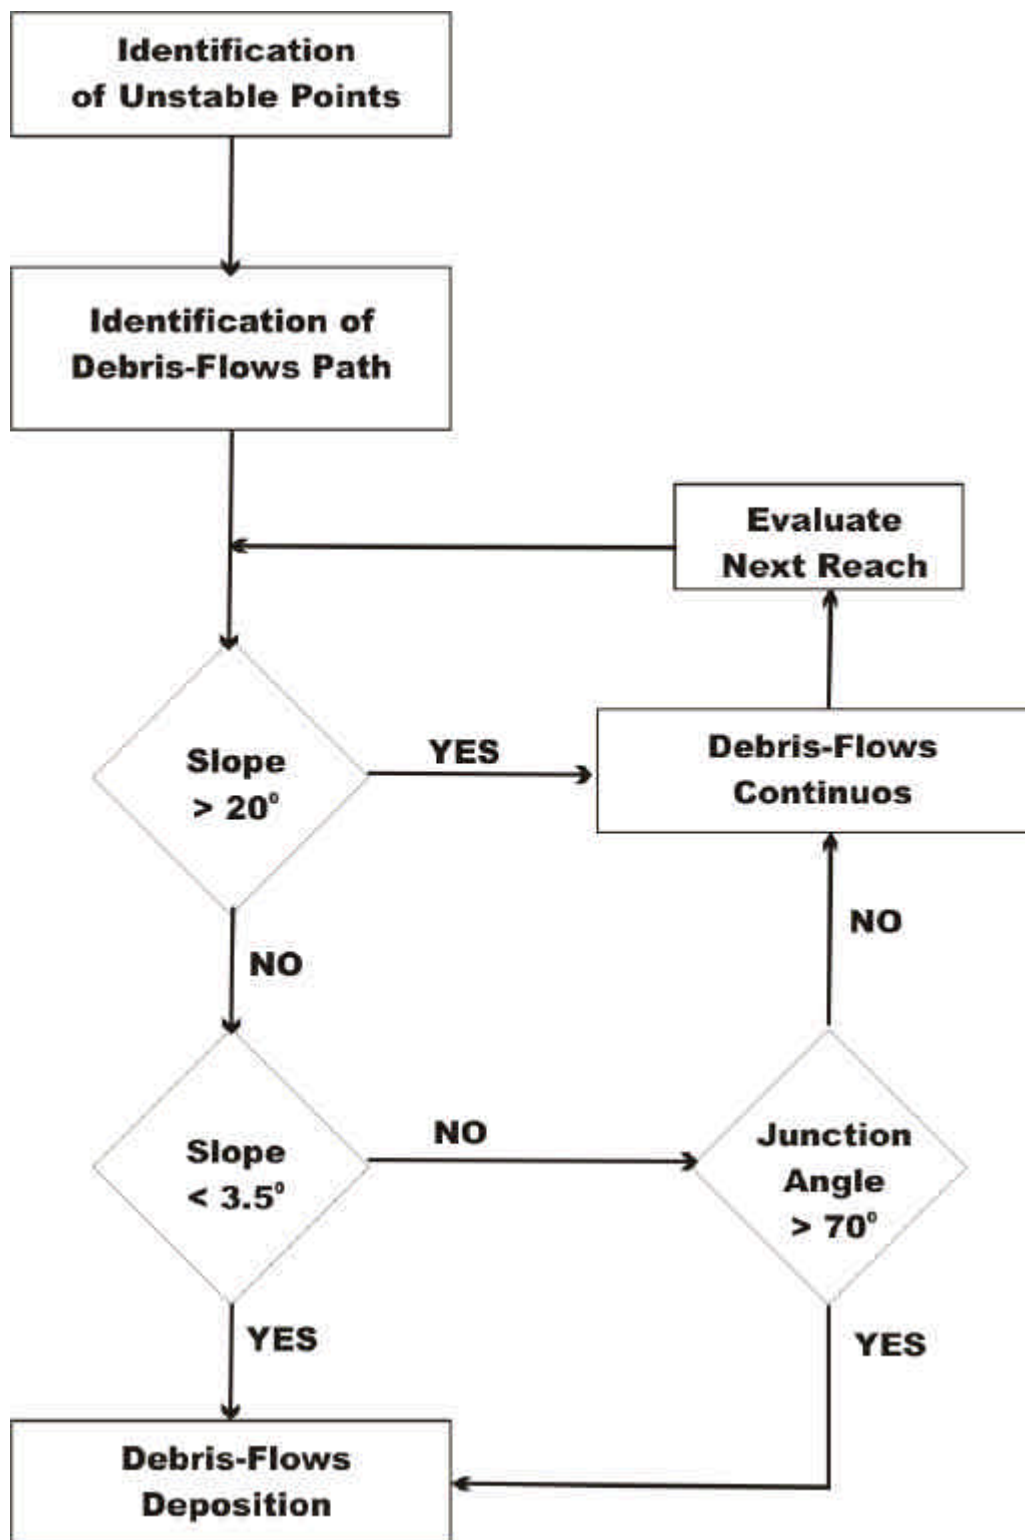 Identification
of Unstable Points
Identification of
Debris-Flows Path
Evaluate
Next Reach
Slope
> 20°
YES
Debris-Flows
Continuos
NO
NO
Slope
< 3.5°
NO
Junction
Angle
> 70°
YES
YES
Debris-Flows
Deposition